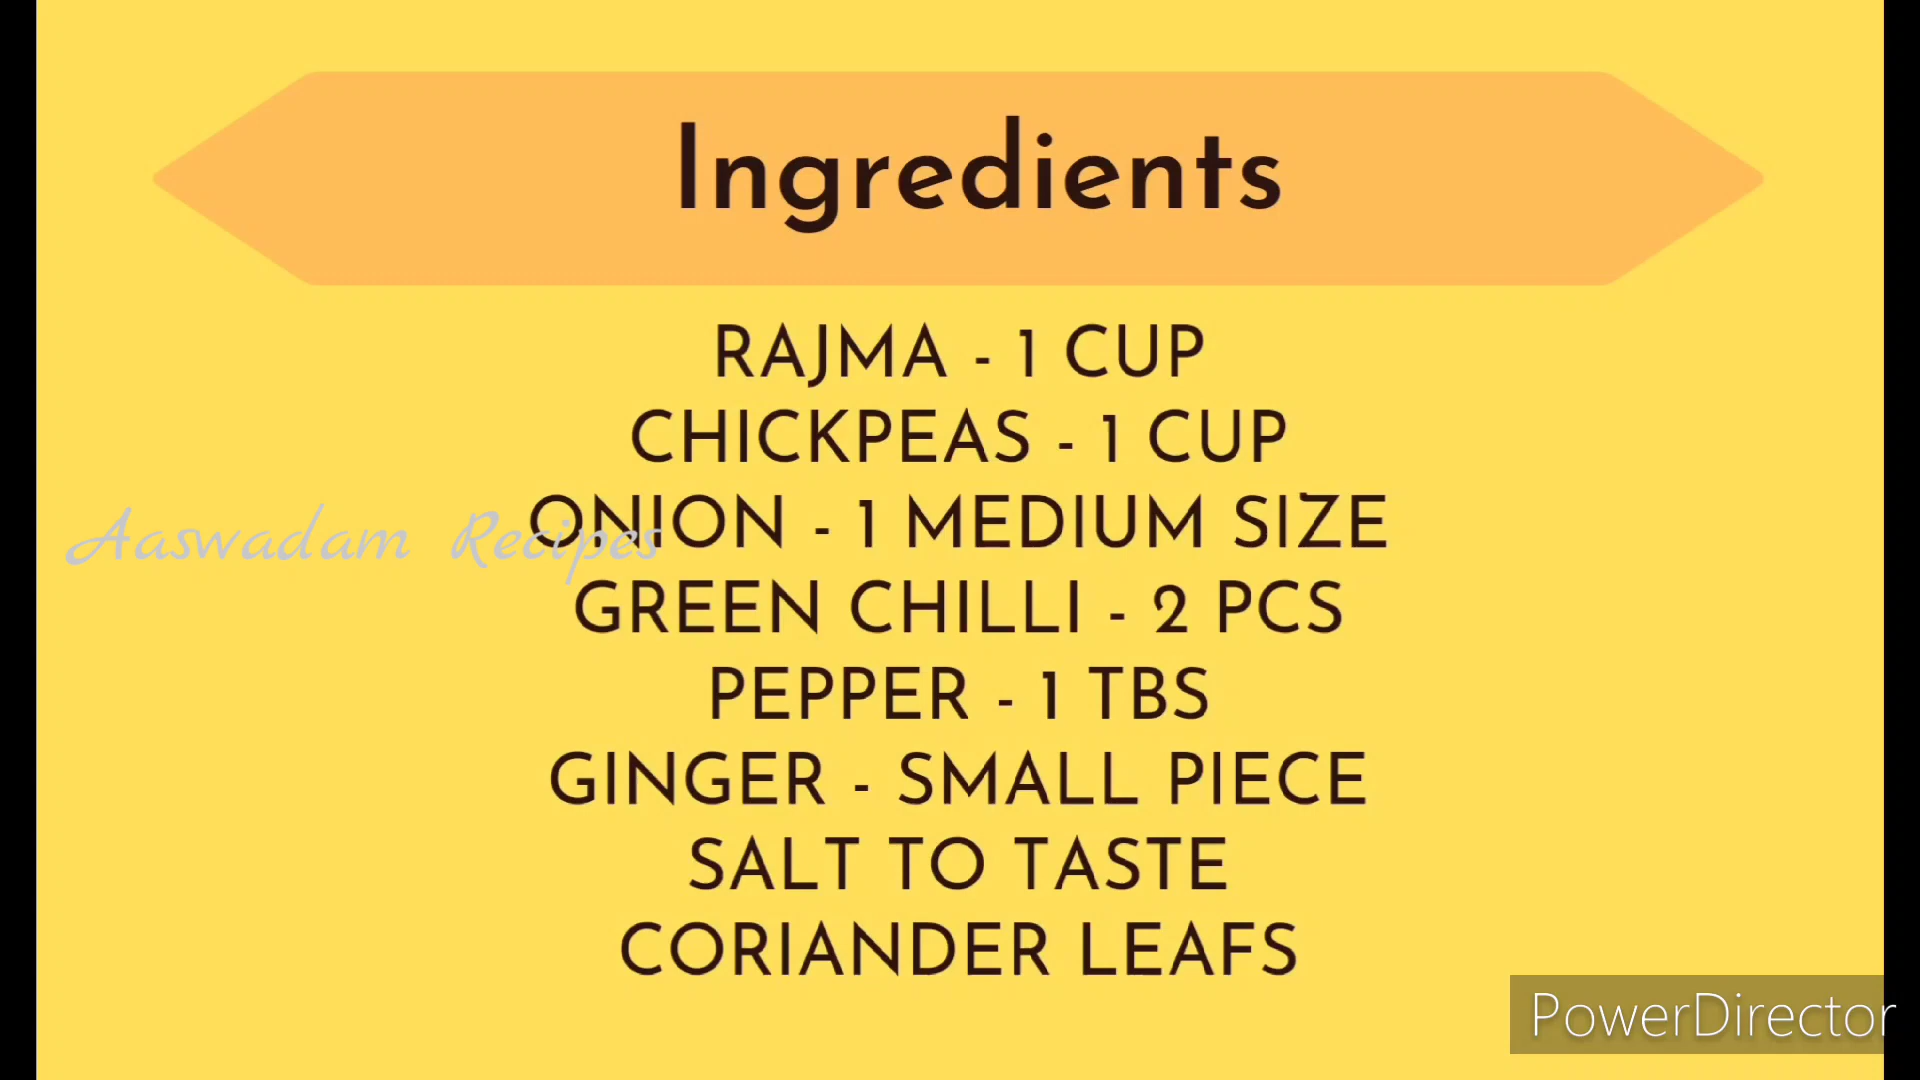 Ingredients
RAJMA - 1 CUP
CHICKPEAS - 1 CUP
ONION - 1 MEDIUM SIZE
Aaswadam Recipes
GREEN CHILLI - 2 PCS
PEPPER - 1 TBS
GINGER - SMALL PIECE
SALT TO TASTE
CORIANDER LEAFS
PowerDirector